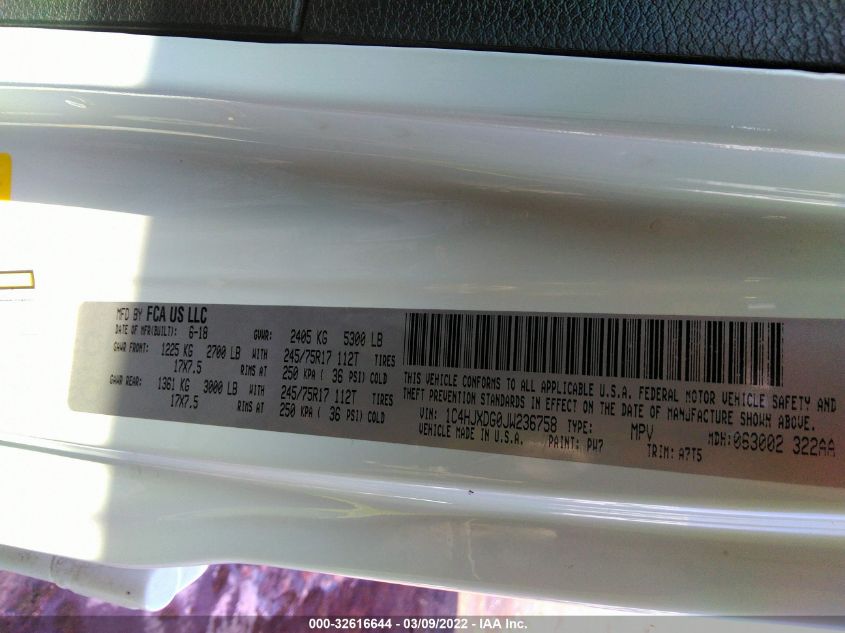 MFD BY FCA US LLC
DATE OF MFR(BUILT): 6-18 GVWR: 2405 KG 5300 LB
GAWR FRONT: 1225 KG 2700 LB WITH 245/75R17 112T TIRES
17X7.5 RIMS AT 250 KPA ( 36 PSI) COLD
GAWR REAR: 1361 KG 3000 LB WITH 245/75R17 112T TIRES
17X7.5 RIMS AT 250 KPA ( 36 PSI) COLD
THIS VEHICLE CONFORMS TO ALL APPLICABLE U.S.A. FEDERAL MOTOR VEHICLE SAFETY AND
THEFT PREVENTION STANDARDS IN EFFECT ON THE DATE OF MANUFACTURE SHOWN ABOVE.
VIN: 1C4HJXDG0JW236758 TYPE: MPV MDH:063002 322AA
VEHICLE MADE IN U.S.A. PAINT: PW7 TRIM: A7T5
000-32616644 - 03/09/2022 - IAA Inc.